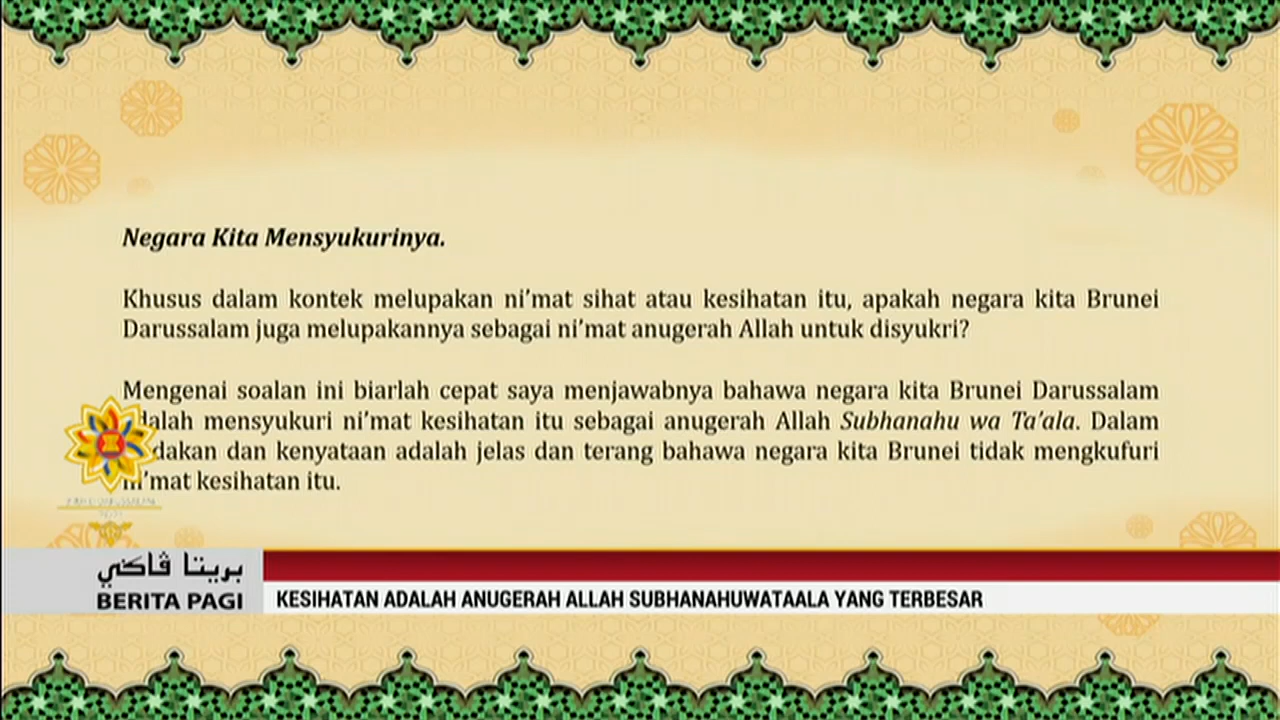 Negara Kita Mensyukurinya.
Khusus dalam kontek melupakan ni'mat sihat atau kesihatan itu, apakah negara kita Brunei
Darussalam juga melupakannya sebagai ni'mat anugerah Allah untuk disyukri?
Mengenai soalan ini biarlah cepat saya menjawabnya bahawa negara kita Brunei Darussalam
dalah mensyukuri ni'mat kesihatan itu sebagai anugerah Allah Subhanahu wa Ta'ala. Dalam
dakan dan kenyataan adalah jelas dan terang bahawa negara kita Brunei tidak mengkufuri
ni'mat kesihatan itu.
بريتا ڤاڬي
BERITA PAGI
KESIHATAN ADALAH ANUGERAH ALLAH SUBHANAHUWATAALA YANG TERBESAR